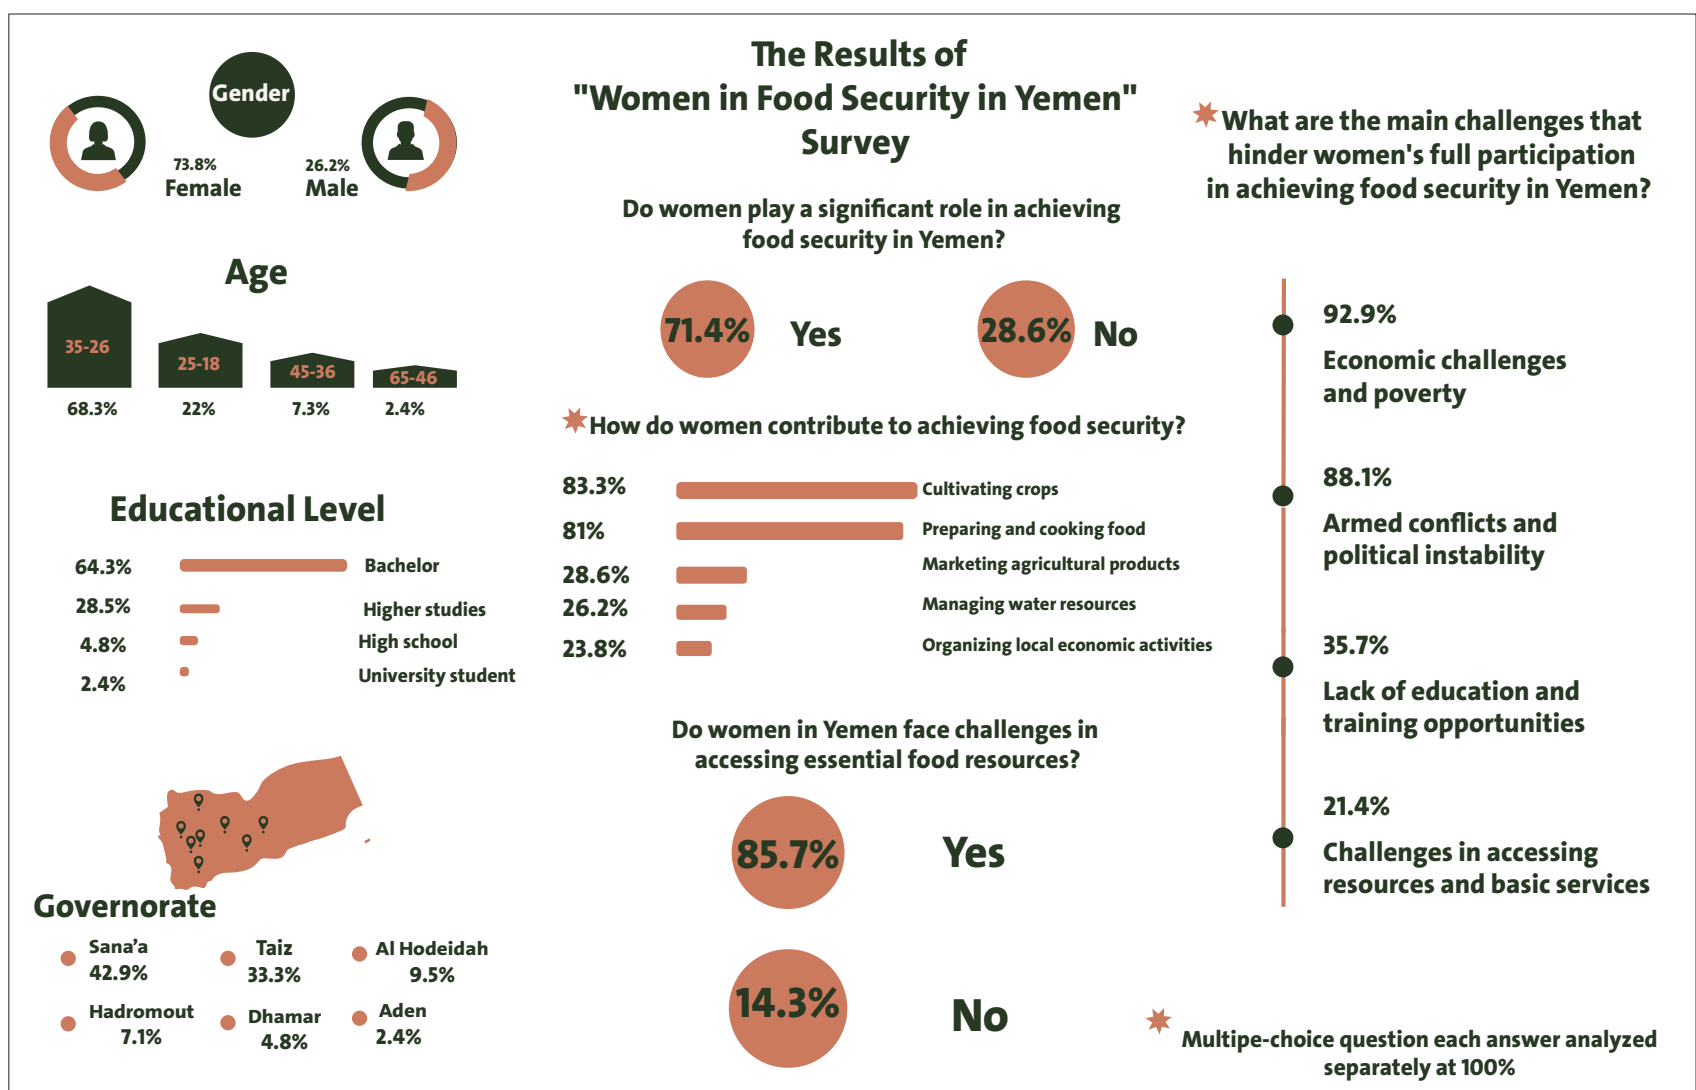 The Results of
"Women in Food Security in Yemen"
Survey
Gender
73.8%
Female
26.2%
Male
Age
35-26
25-18
45-36
65-46
68.3%
22%
7.3%
2.4%
Educational Level
64.3%
Bachelor
28.5%
Higher studies
4.8%
High school
2.4%
University student
Governorate
Sana’a
42.9%
Taiz
33.3%
Al Hodeidah
9.5%
Hadromout
7.1%
Dhamar
4.8%
Aden
2.4%
Do women play a significant role in achieving
food security in Yemen?
71.4%
Yes
28.6%
No
How do women contribute to achieving food security?
83.3%
Cultivating crops
81%
Preparing and cooking food
28.6%
Marketing agricultural products
26.2%
Managing water resources
23.8%
Organizing local economic activities
Do women in Yemen face challenges in
accessing essential food resources?
85.7%
Yes
14.3%
No
What are the main challenges that
hinder women's full participation
in achieving food security in Yemen?
92.9%
Economic challenges
and poverty
88.1%
Armed conflicts and
political instability
35.7%
Lack of education and
training opportunities
21.4%
Challenges in accessing
resources and basic services
Multipe-choice question each answer analyzed
separately at 100%